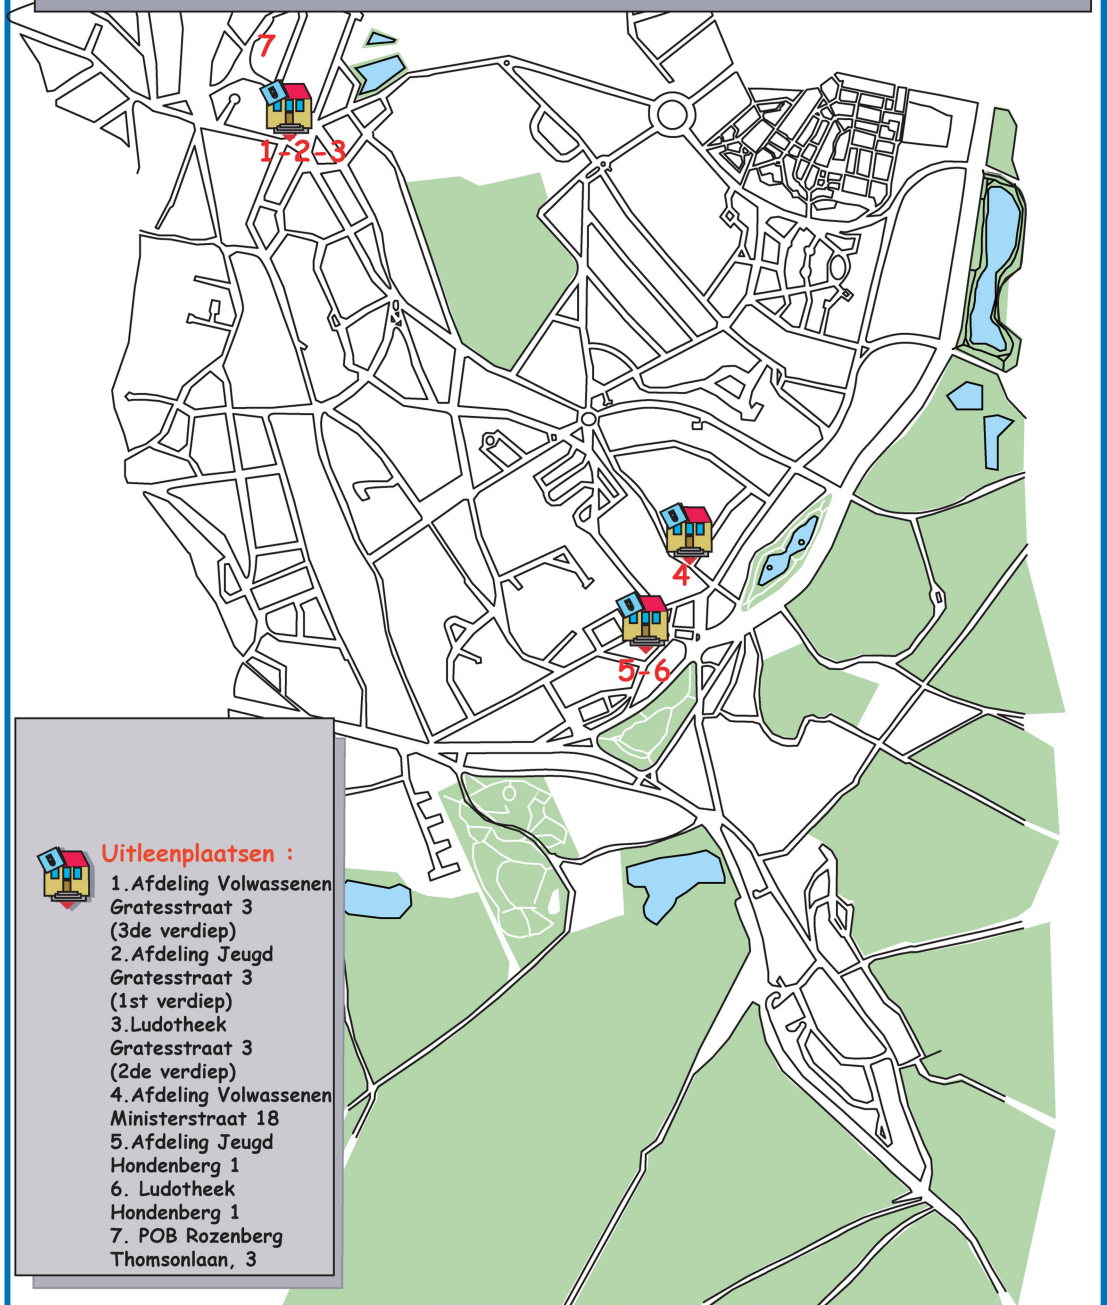 7
1-2-3
4
5-6
Uitleenplaatsen :
1.Afdeling Volwassenen
Gratesstraat 3
(3de verdiep)
2.Afdeling Jeugd
Gratesstraat 3
(1st verdiep)
3.Ludotheek
Gratesstraat 3
(2de verdiep)
4.Afdeling Volwassenen
Ministerstraat 18
5.Afdeling Jeugd
Hondenberg 1
6. Ludotheek
Hondenberg 1
7. POB Rozenberg
Thomsonlaan, 3